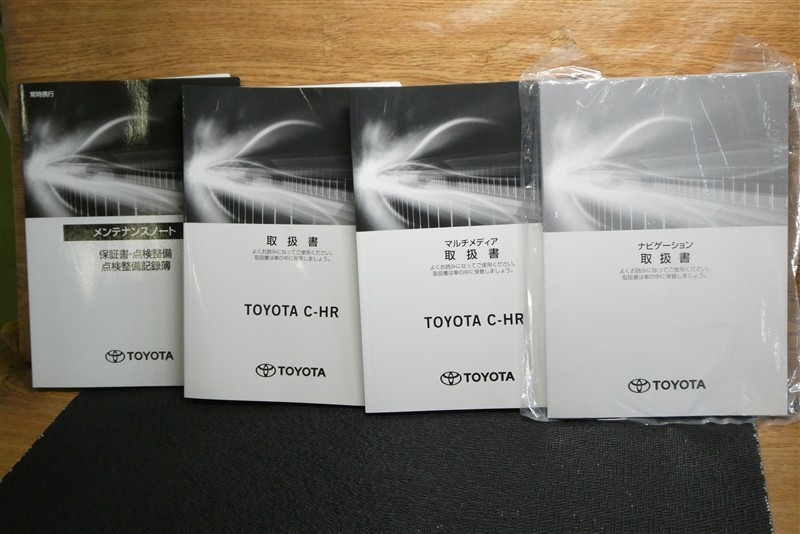 常時携行
メンテナンスノート
保証書・点検整備
点検整備記録簿
TOYOTA
取扱書
よくお読みになってご使用ください。
取扱書は車の中に保管しましょう。
TOYOTA C-HR
TOYOTA
マルチメディア
取扱書
よくお読みになってご使用ください。
取扱書は車の中に保管しましょう。
TOYOTA C-HR
TOYOTA
ナビゲーション
取扱書
よくお読みになってご使用ください。
取扱書は車の中に保管しましょう。
TOYOTA